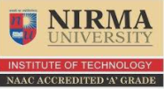 NIRMA
UNIVERSITY
INSTITUTE OF TECHNOLOGY
NAAC ACCREDITED 'A' GRADE